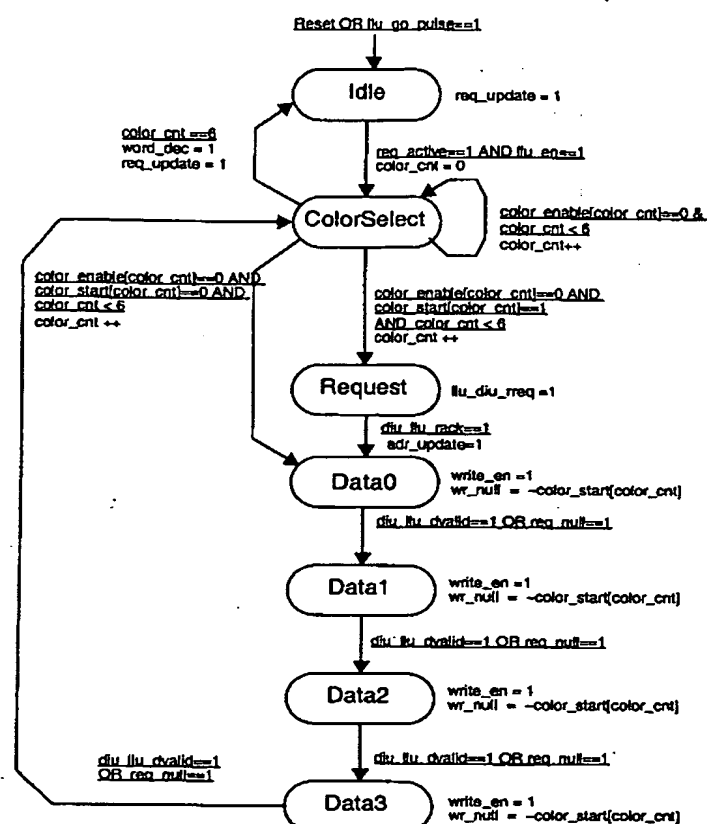 Reset OR llu_go_pulse==1
Idle
req_update = 1
color_cnt ==6
word_dec = 1
req_update = 1
req_active==1 AND llu_en==1
color_cnt = 0
ColorSelect
color_enable[color_cnt]==0 &
color_cnt < 6
color_cnt++
color_enable[color_cnt]==0 AND
color_start[color_cnt]==0 AND
color_cnt < 6
color_cnt ++
color_enable[color_cnt]==0 AND
color_start[color_cnt]==1
AND color_cnt < 6
color_cnt ++
Request
llu_diu_rreq =1
diu_llu_rack==1
adr_update=1
Data0
write_en =1
wr_null = ~color_start[color_cnt]
diu_llu_dvalid==1 OR req_null==1
Data1
write_en =1
wr_null = ~color_start[color_cnt]
diu_llu_dvalid==1 OR req_null==1
Data2
write_en = 1
wr_null = ~color_start[color_cnt]
diu_llu_dvalid==1
OR req_null==1
diu_llu_dvalid==1 OR req_null==1
Data3
write_en = 1
wr_null = ~color_start[color_cnt]